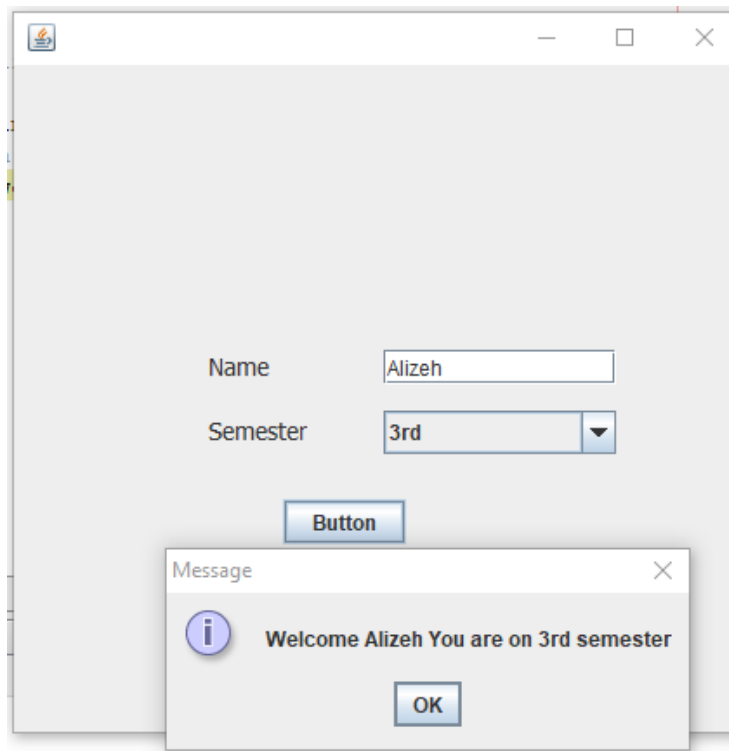 Name
Alizeh
Semester
3rd
Button
Message
Welcome Alizeh You are on 3rd semester
OK